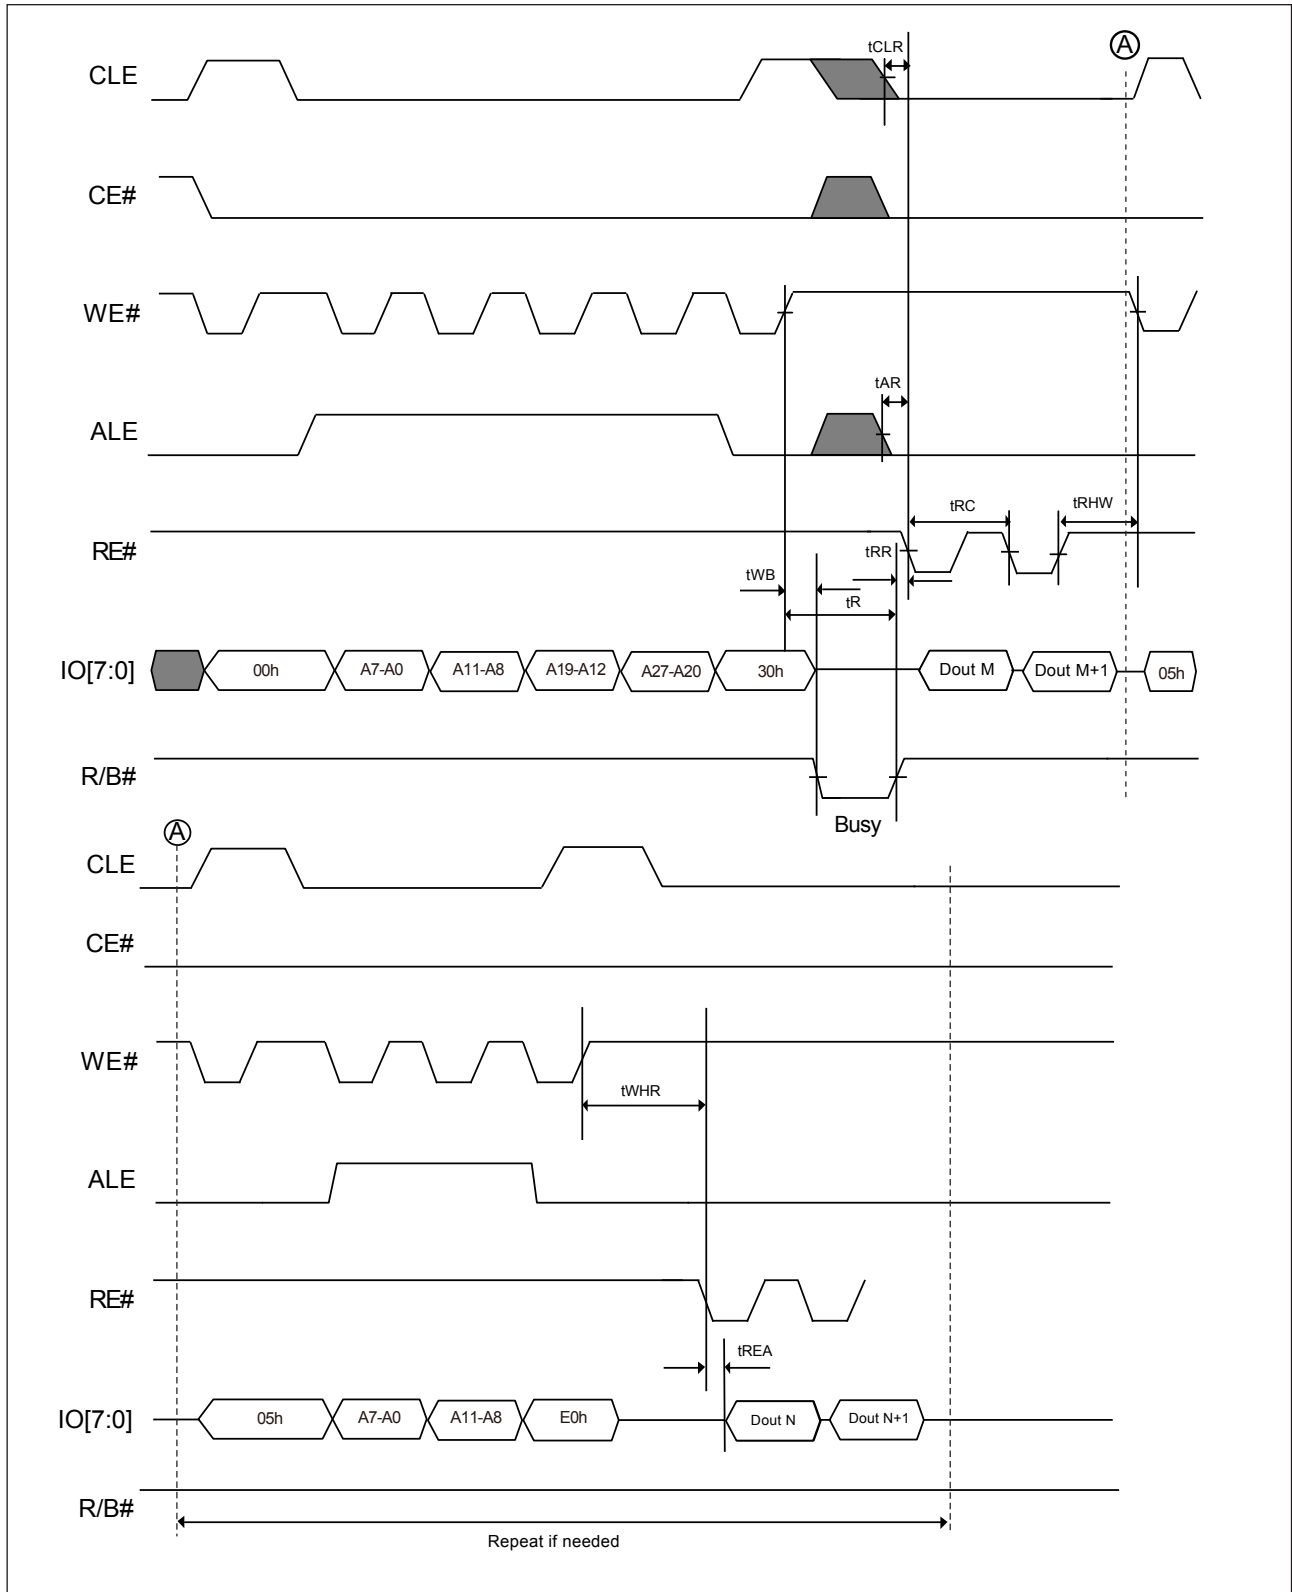 tCLR
A
CLE
CE#
WE#
tAR
ALE
tRC
tRHW
RE#
tRR
tWB
tR
IO[7:0] 00h A7-A0 A11-A8 A19-A12 A27-A20 30h Dout M Dout M+1 05h
R/B#
Busy
A
CLE
CE#
WE#
tWHR
ALE
RE#
tREA
IO[7:0] 05h A7-A0 A11-A8 E0h Dout N Dout N+1
R/B#
Repeat if needed